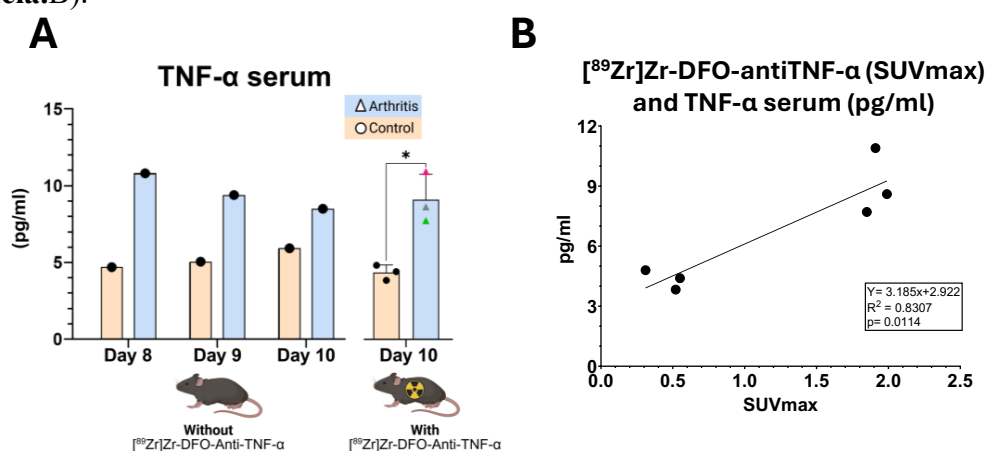 A
B
TNF-α serum
15
10
5
0
(pg/ml)
Arthritis
Control
*
Day 8
Day 9
Day 10
Day 10
Without
[⁸⁹Zr]Zr-DFO-Anti-TNF-α
With
[⁸⁹Zr]Zr-DFO-Anti-TNF-α
[⁸⁹Zr]Zr-DFO-antiTNF-α (SUVmax)
and TNF-α serum (pg/ml)
12
9
6
3
0
pg/ml
Y= 3.185x+2.922
R² = 0.8307
p= 0.0114
0.0 0.5 1.0 1.5 2.0 2.5
SUVmax